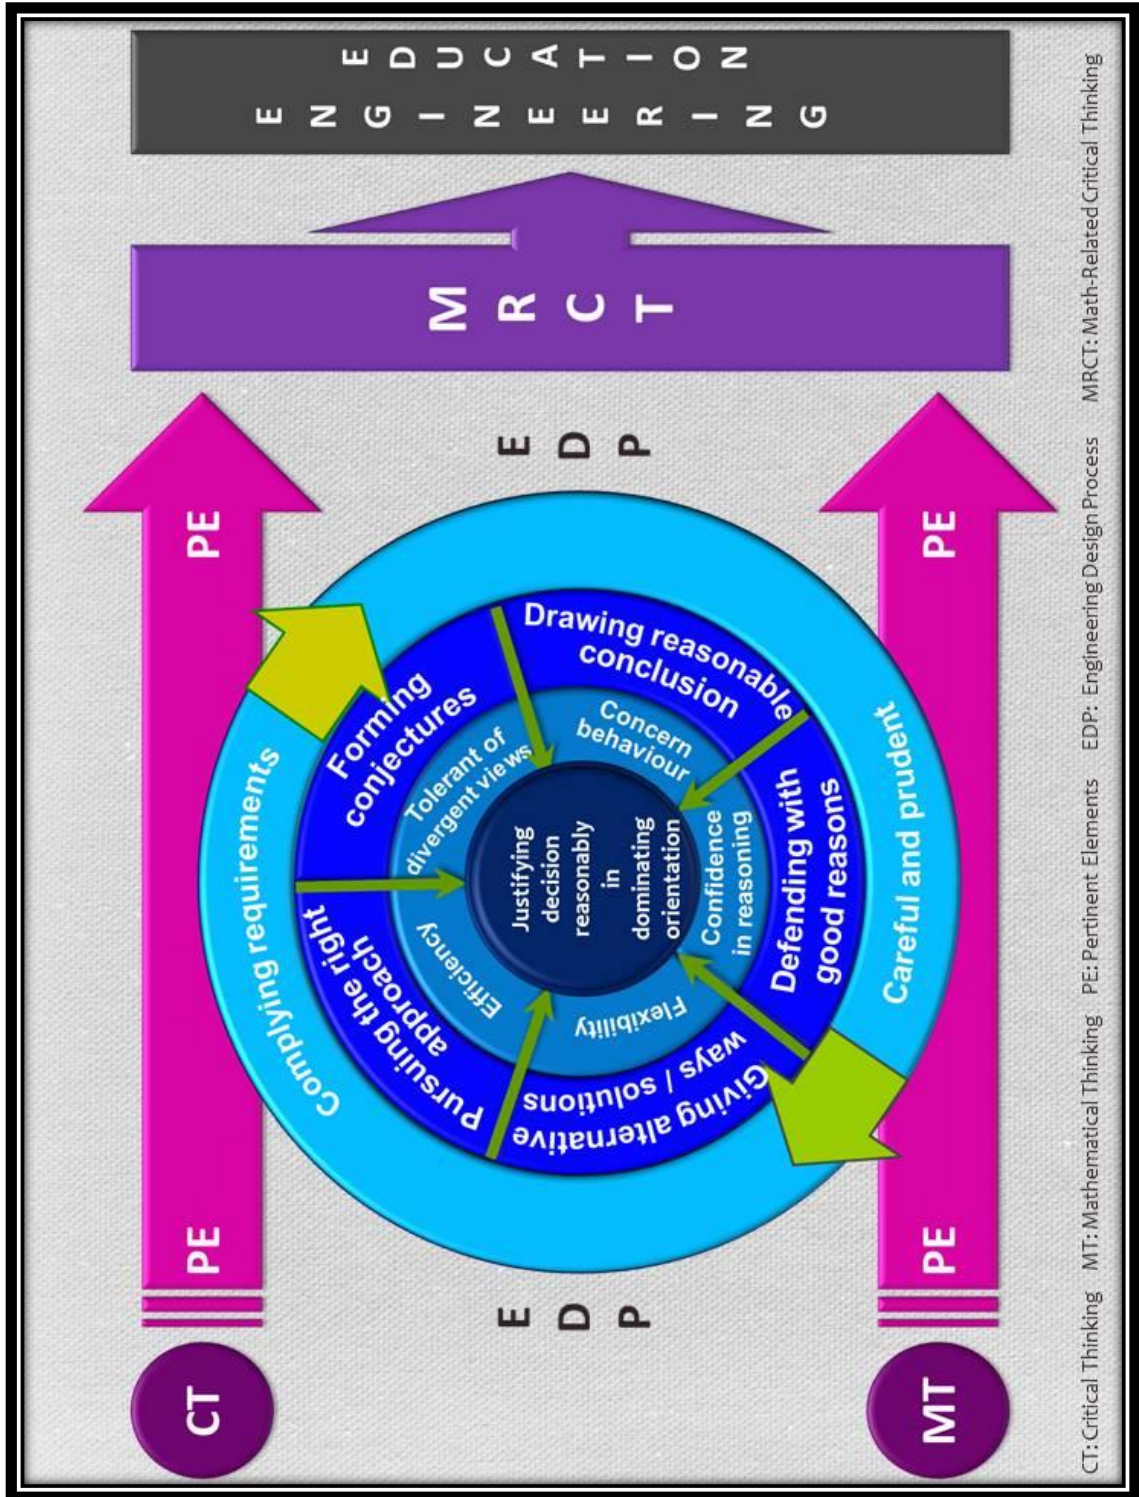 CT
PE
PE
EDP
Complying requirements
Pursuing the right
approach
Forming
conjectures
Efficiency
Tolerant of
divergent views
Justifying
decision
reasonably
in
dominating
orientation
Giving alternative
ways / solutions
Flexibility
Concern
behaviour
Drawing reasonable
conclusion
Confidence
in reasoning
Defending with
good reasons
Careful and prudent
EDP
MT
PE
PE
MRCT
ENGINEERING
EDUCATION
CT: Critical Thinking MT: Mathematical Thinking PE: Pertinent Elements EDP: Engineering Design Process MRCT: Math-Related Critical Thinking